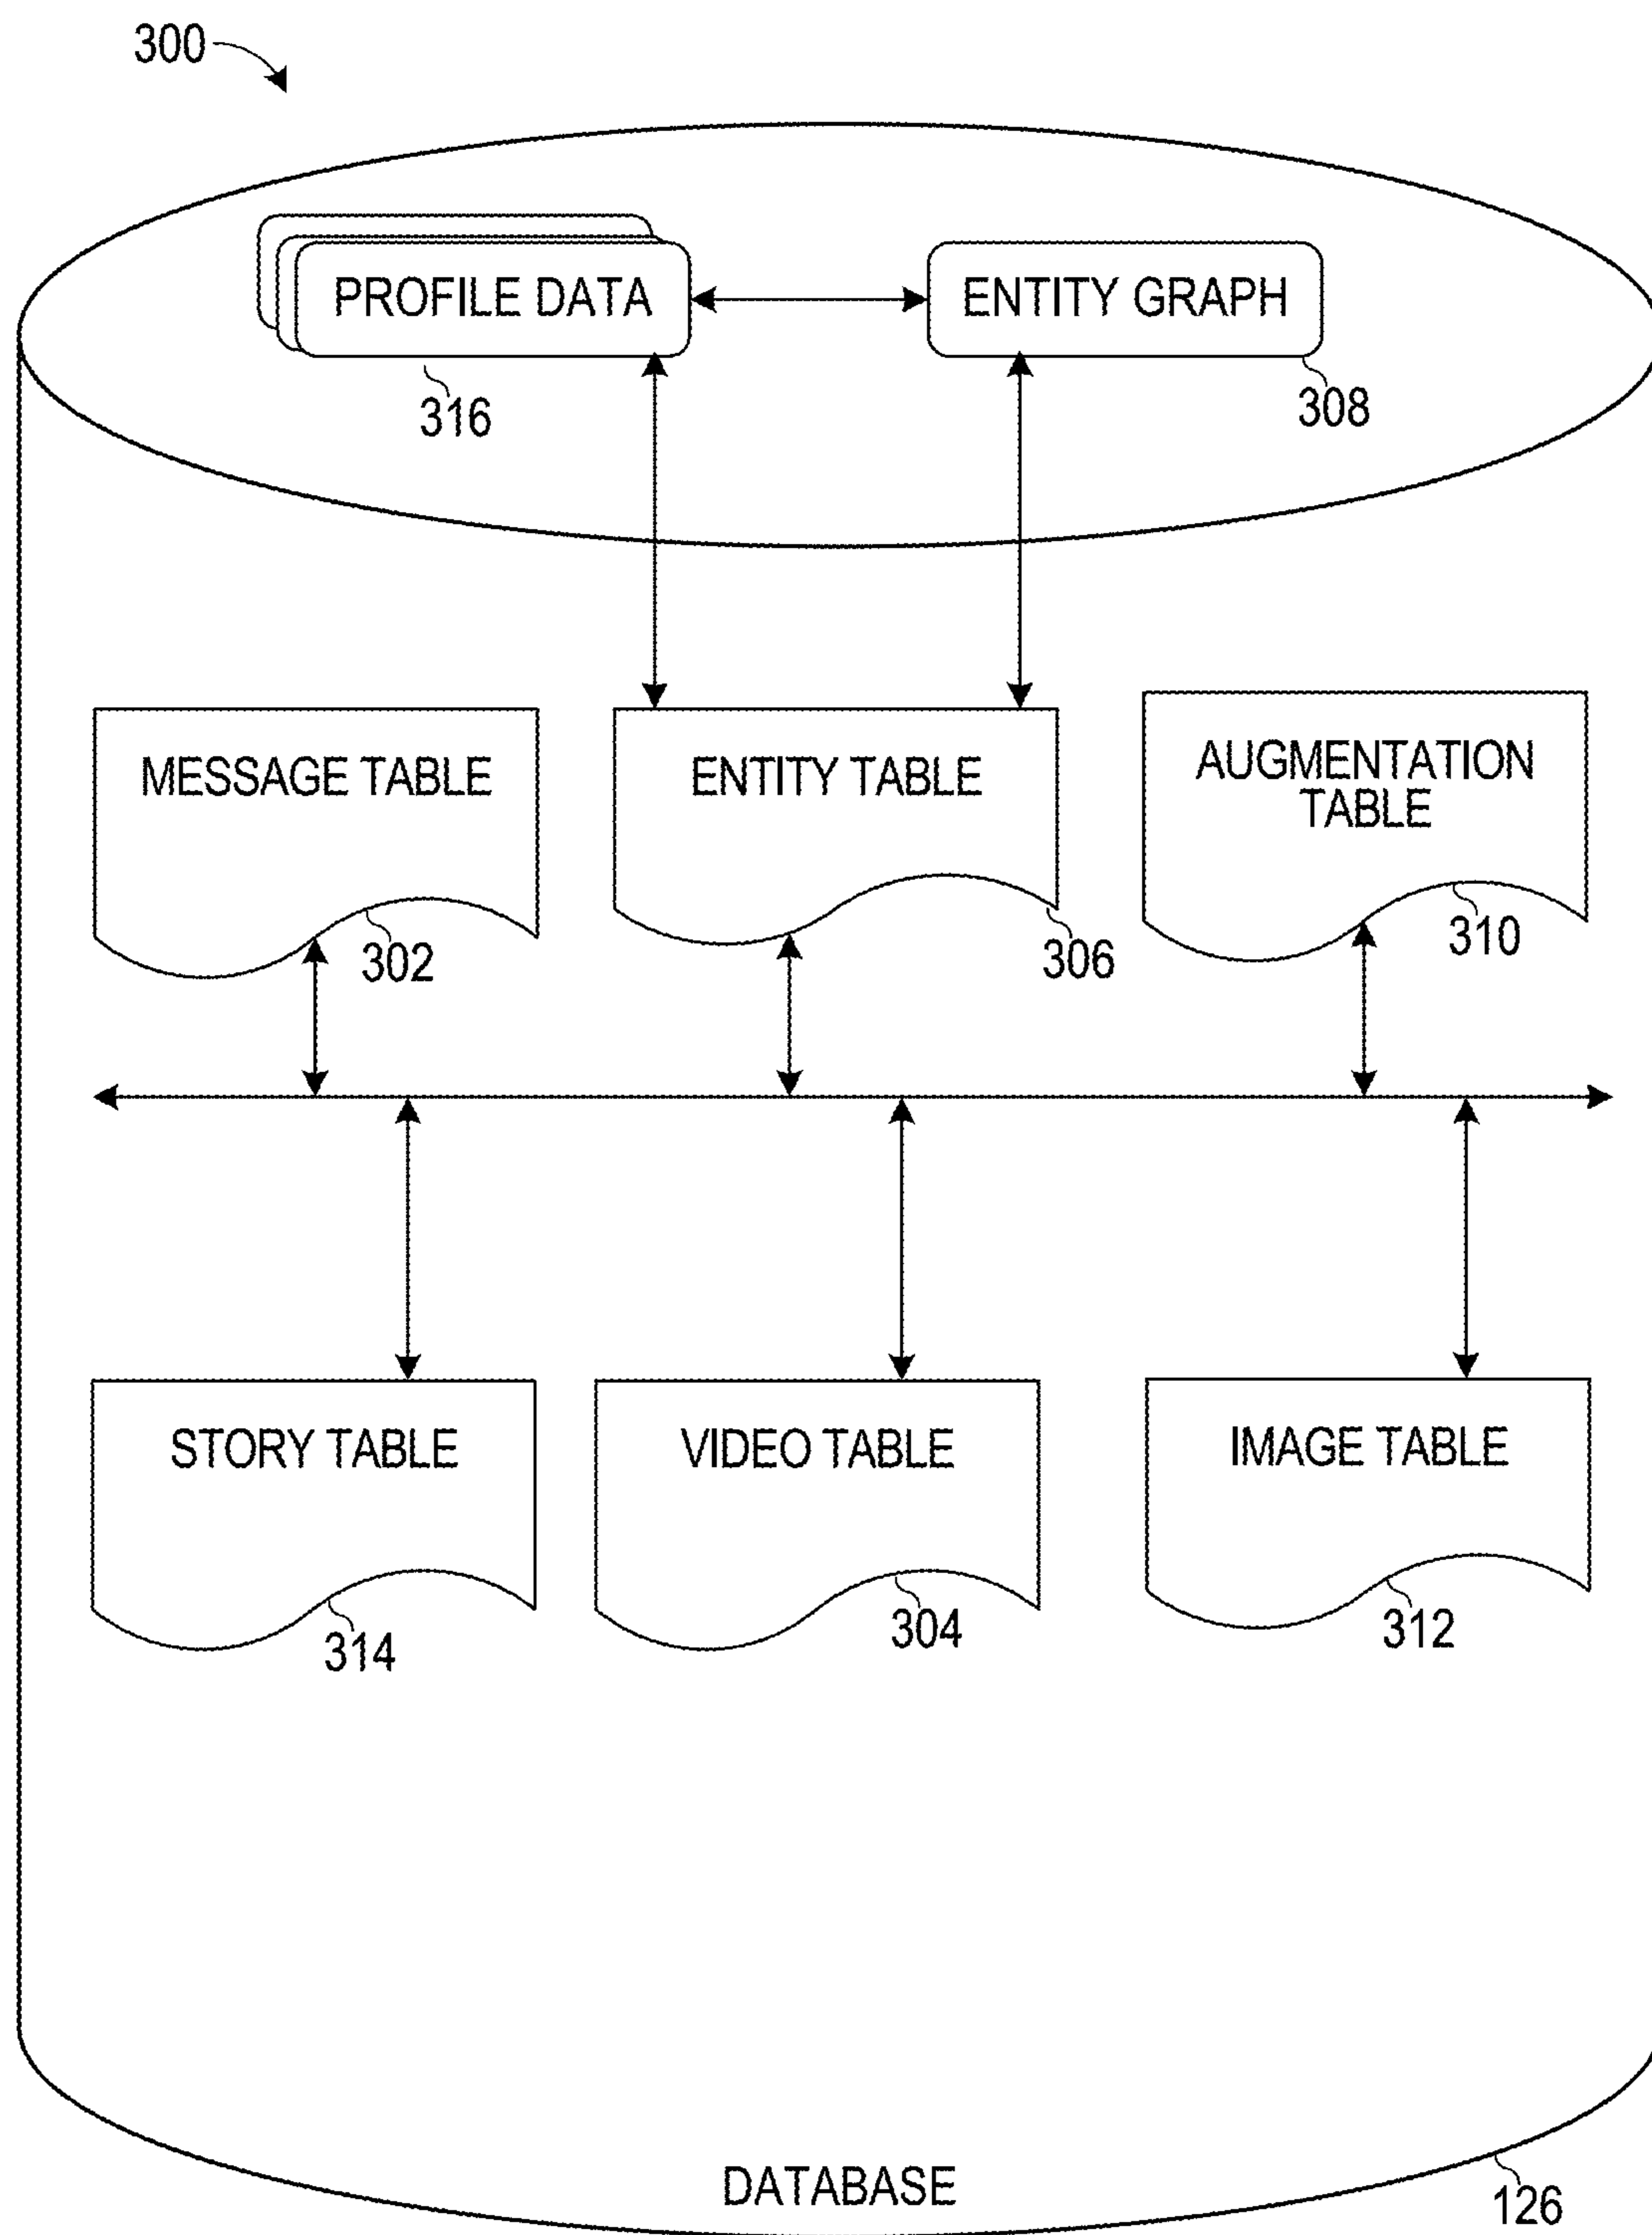 300
PROFILE DATA
ENTITY GRAPH
316
308
MESSAGE TABLE
ENTITY TABLE
AUGMENTATION
TABLE
302
306
310
STORY TABLE
VIDEO TABLE
IMAGE TABLE
314
304
312
DATABASE
126